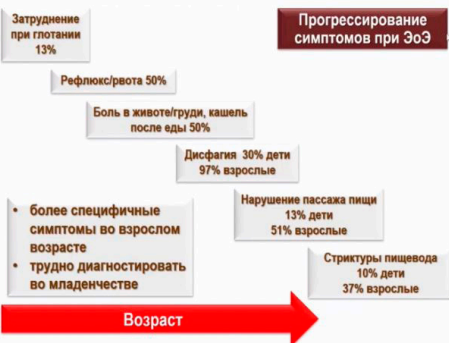 Затруднение
при глотании
13%
Прогрессирование
симптомов при ЭоЭ
Рефлюкс/рвота 50%
Боль в животе/груди, кашель
после еды 50%
Дисфагия 30% дети
97% взрослые
Нарушение пассажа пищи
13% дети
51% взрослые
Стриктуры пищевода
10% дети
37% взрослые
• более специфичные
симптомы во взрослом
возрасте
• трудно диагностировать
во младенчестве
Возраст